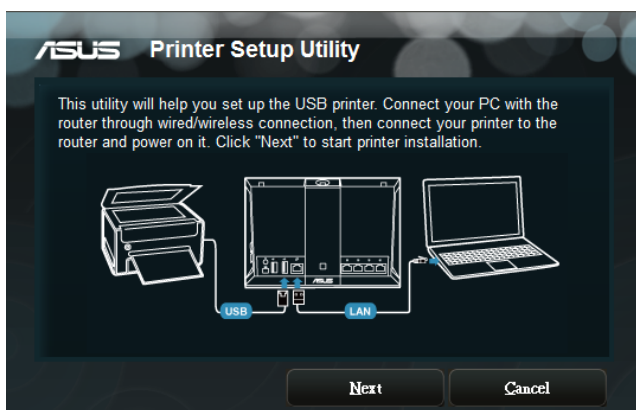 ASUS Printer Setup Utility
This utility will help you set up the USB printer. Connect your PC with the
router through wired/wireless connection, then connect your printer to the
router and power on it. Click "Next" to start printer installation.
ASUS
USB
LAN
Next
Cancel